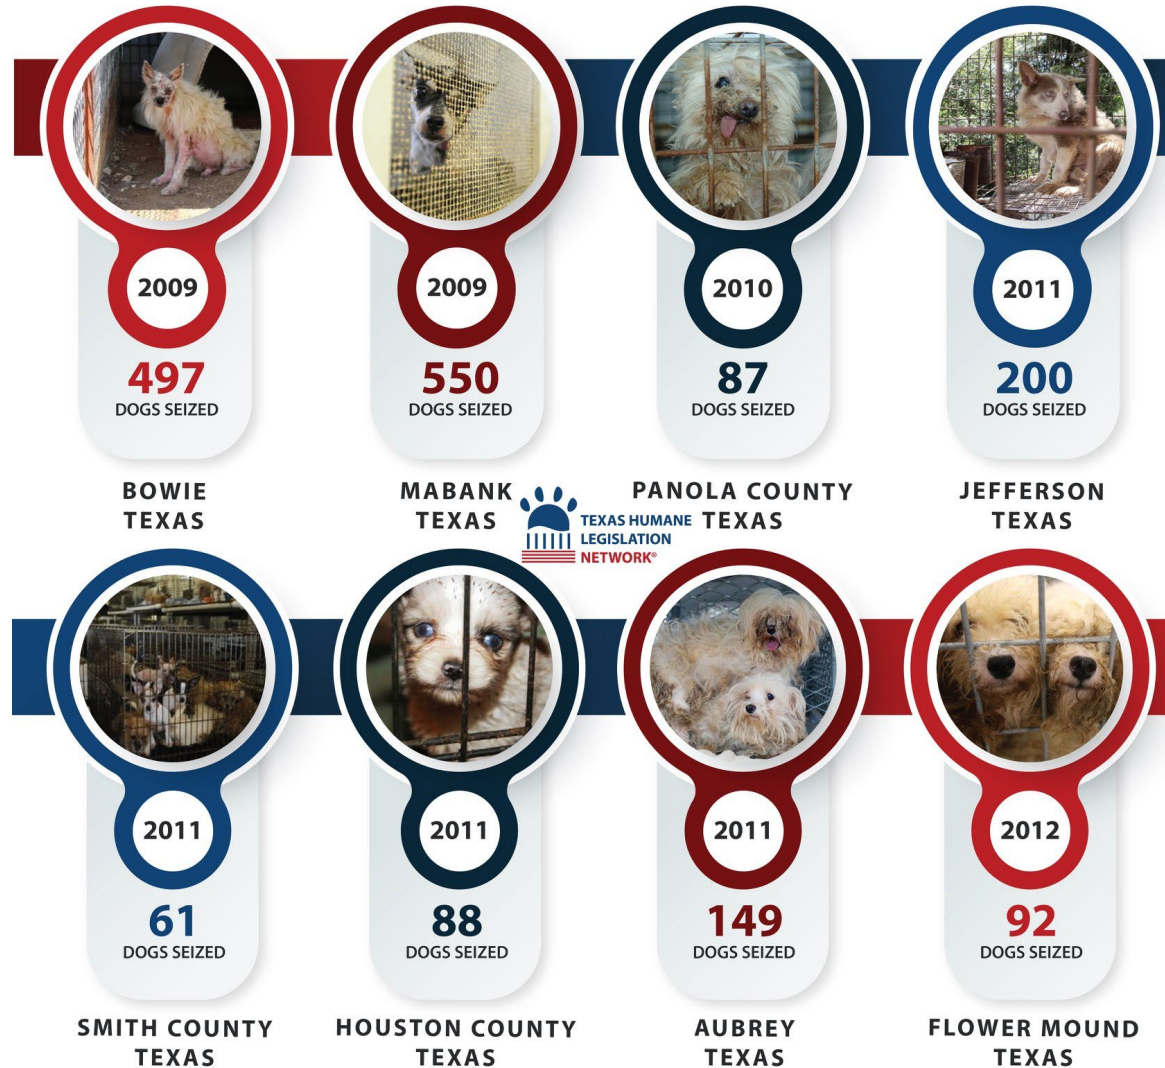 2009
497
DOGS SEIZED
BOWIE
TEXAS
2009
550
DOGS SEIZED
MABANK
TEXAS
2010
87
DOGS SEIZED
PANOLA COUNTY
TEXAS
2011
200
DOGS SEIZED
JEFFERSON
TEXAS
TEXAS HUMANE
LEGISLATION
NETWORK®
2011
61
DOGS SEIZED
SMITH COUNTY
TEXAS
2011
88
DOGS SEIZED
HOUSTON COUNTY
TEXAS
2011
149
DOGS SEIZED
AUBREY
TEXAS
2012
92
DOGS SEIZED
FLOWER MOUND
TEXAS